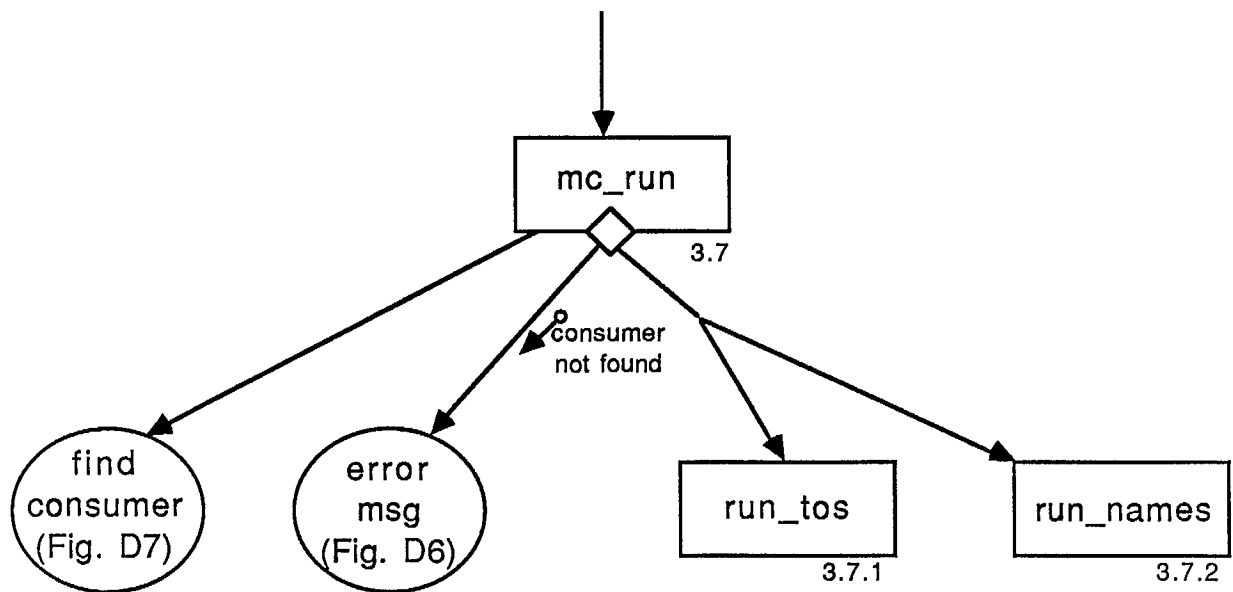 mc_run
3.7
consumer
not found
find
consumer
(Fig. D7)
error
msg
(Fig. D6)
run_tos
3.7.1
run_names
3.7.2